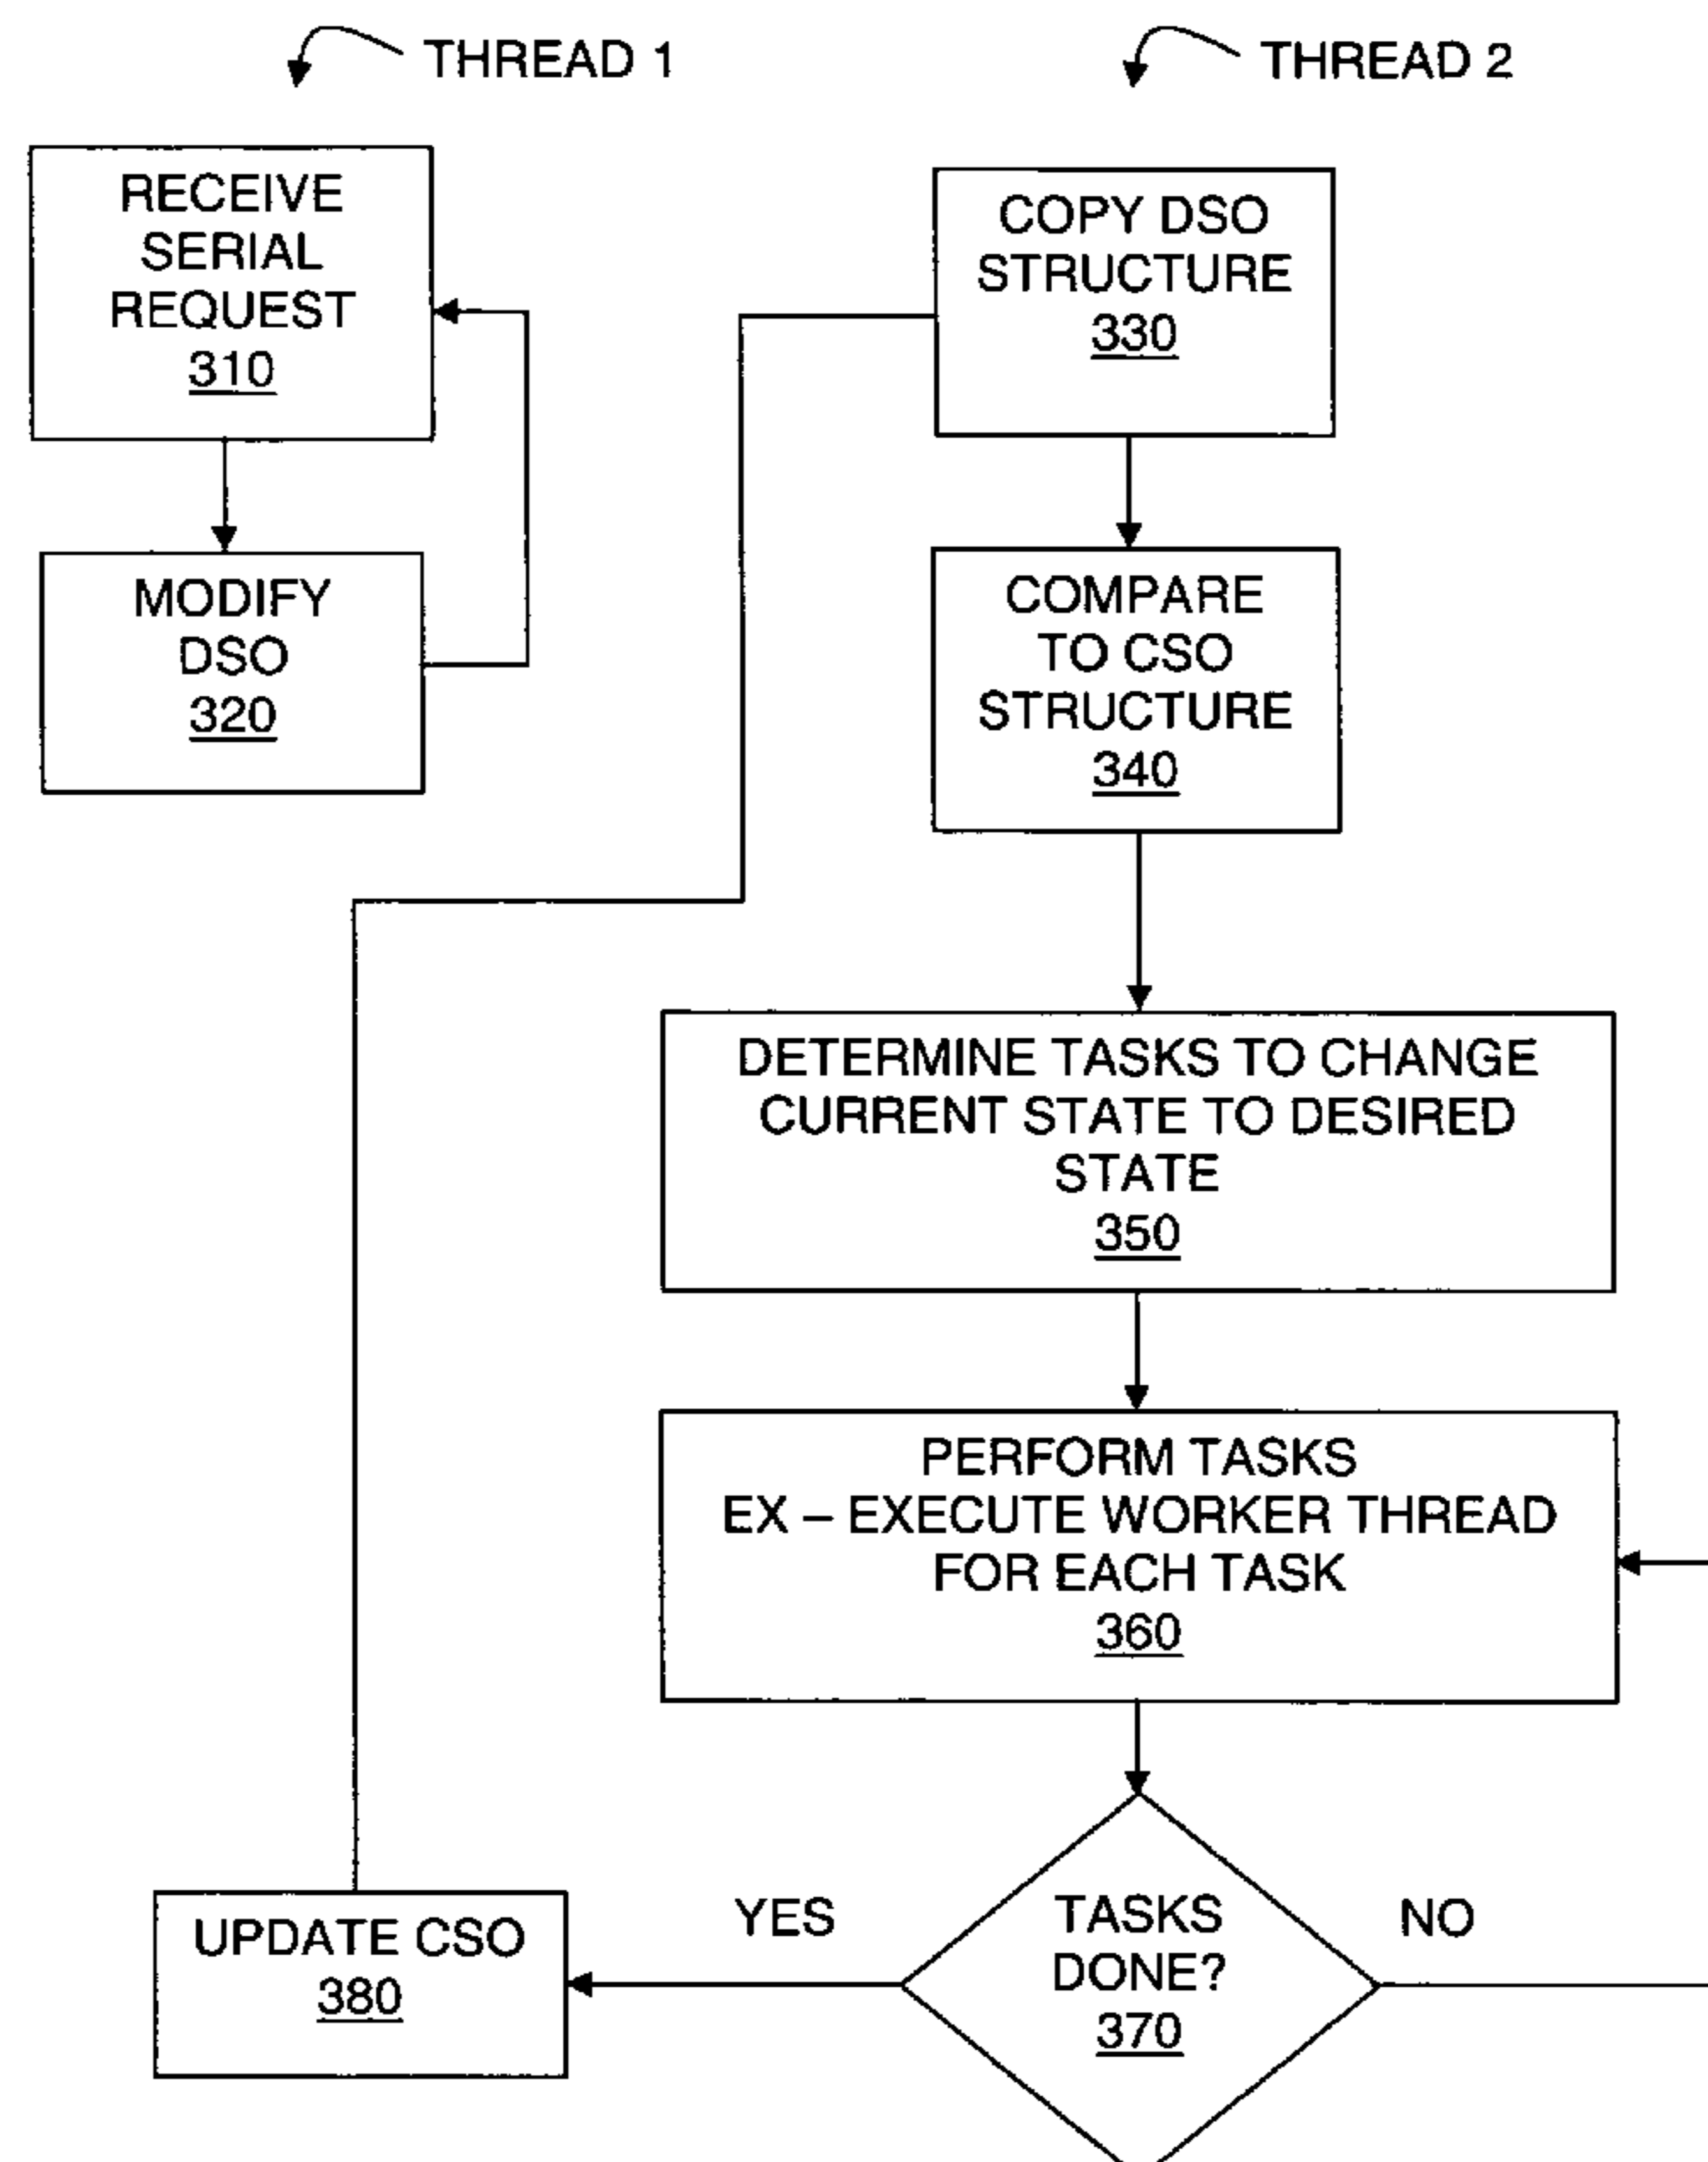 THREAD 1
RECEIVE
SERIAL
REQUEST
310
MODIFY
DSO
320
THREAD 2
COPY DSO
STRUCTURE
330
COMPARE
TO CSO
STRUCTURE
340
DETERMINE TASKS TO CHANGE
CURRENT STATE TO DESIRED
STATE
350
PERFORM TASKS
EX – EXECUTE WORKER THREAD
FOR EACH TASK
360
TASKS
DONE?
370
YES
NO
UPDATE CSO
380